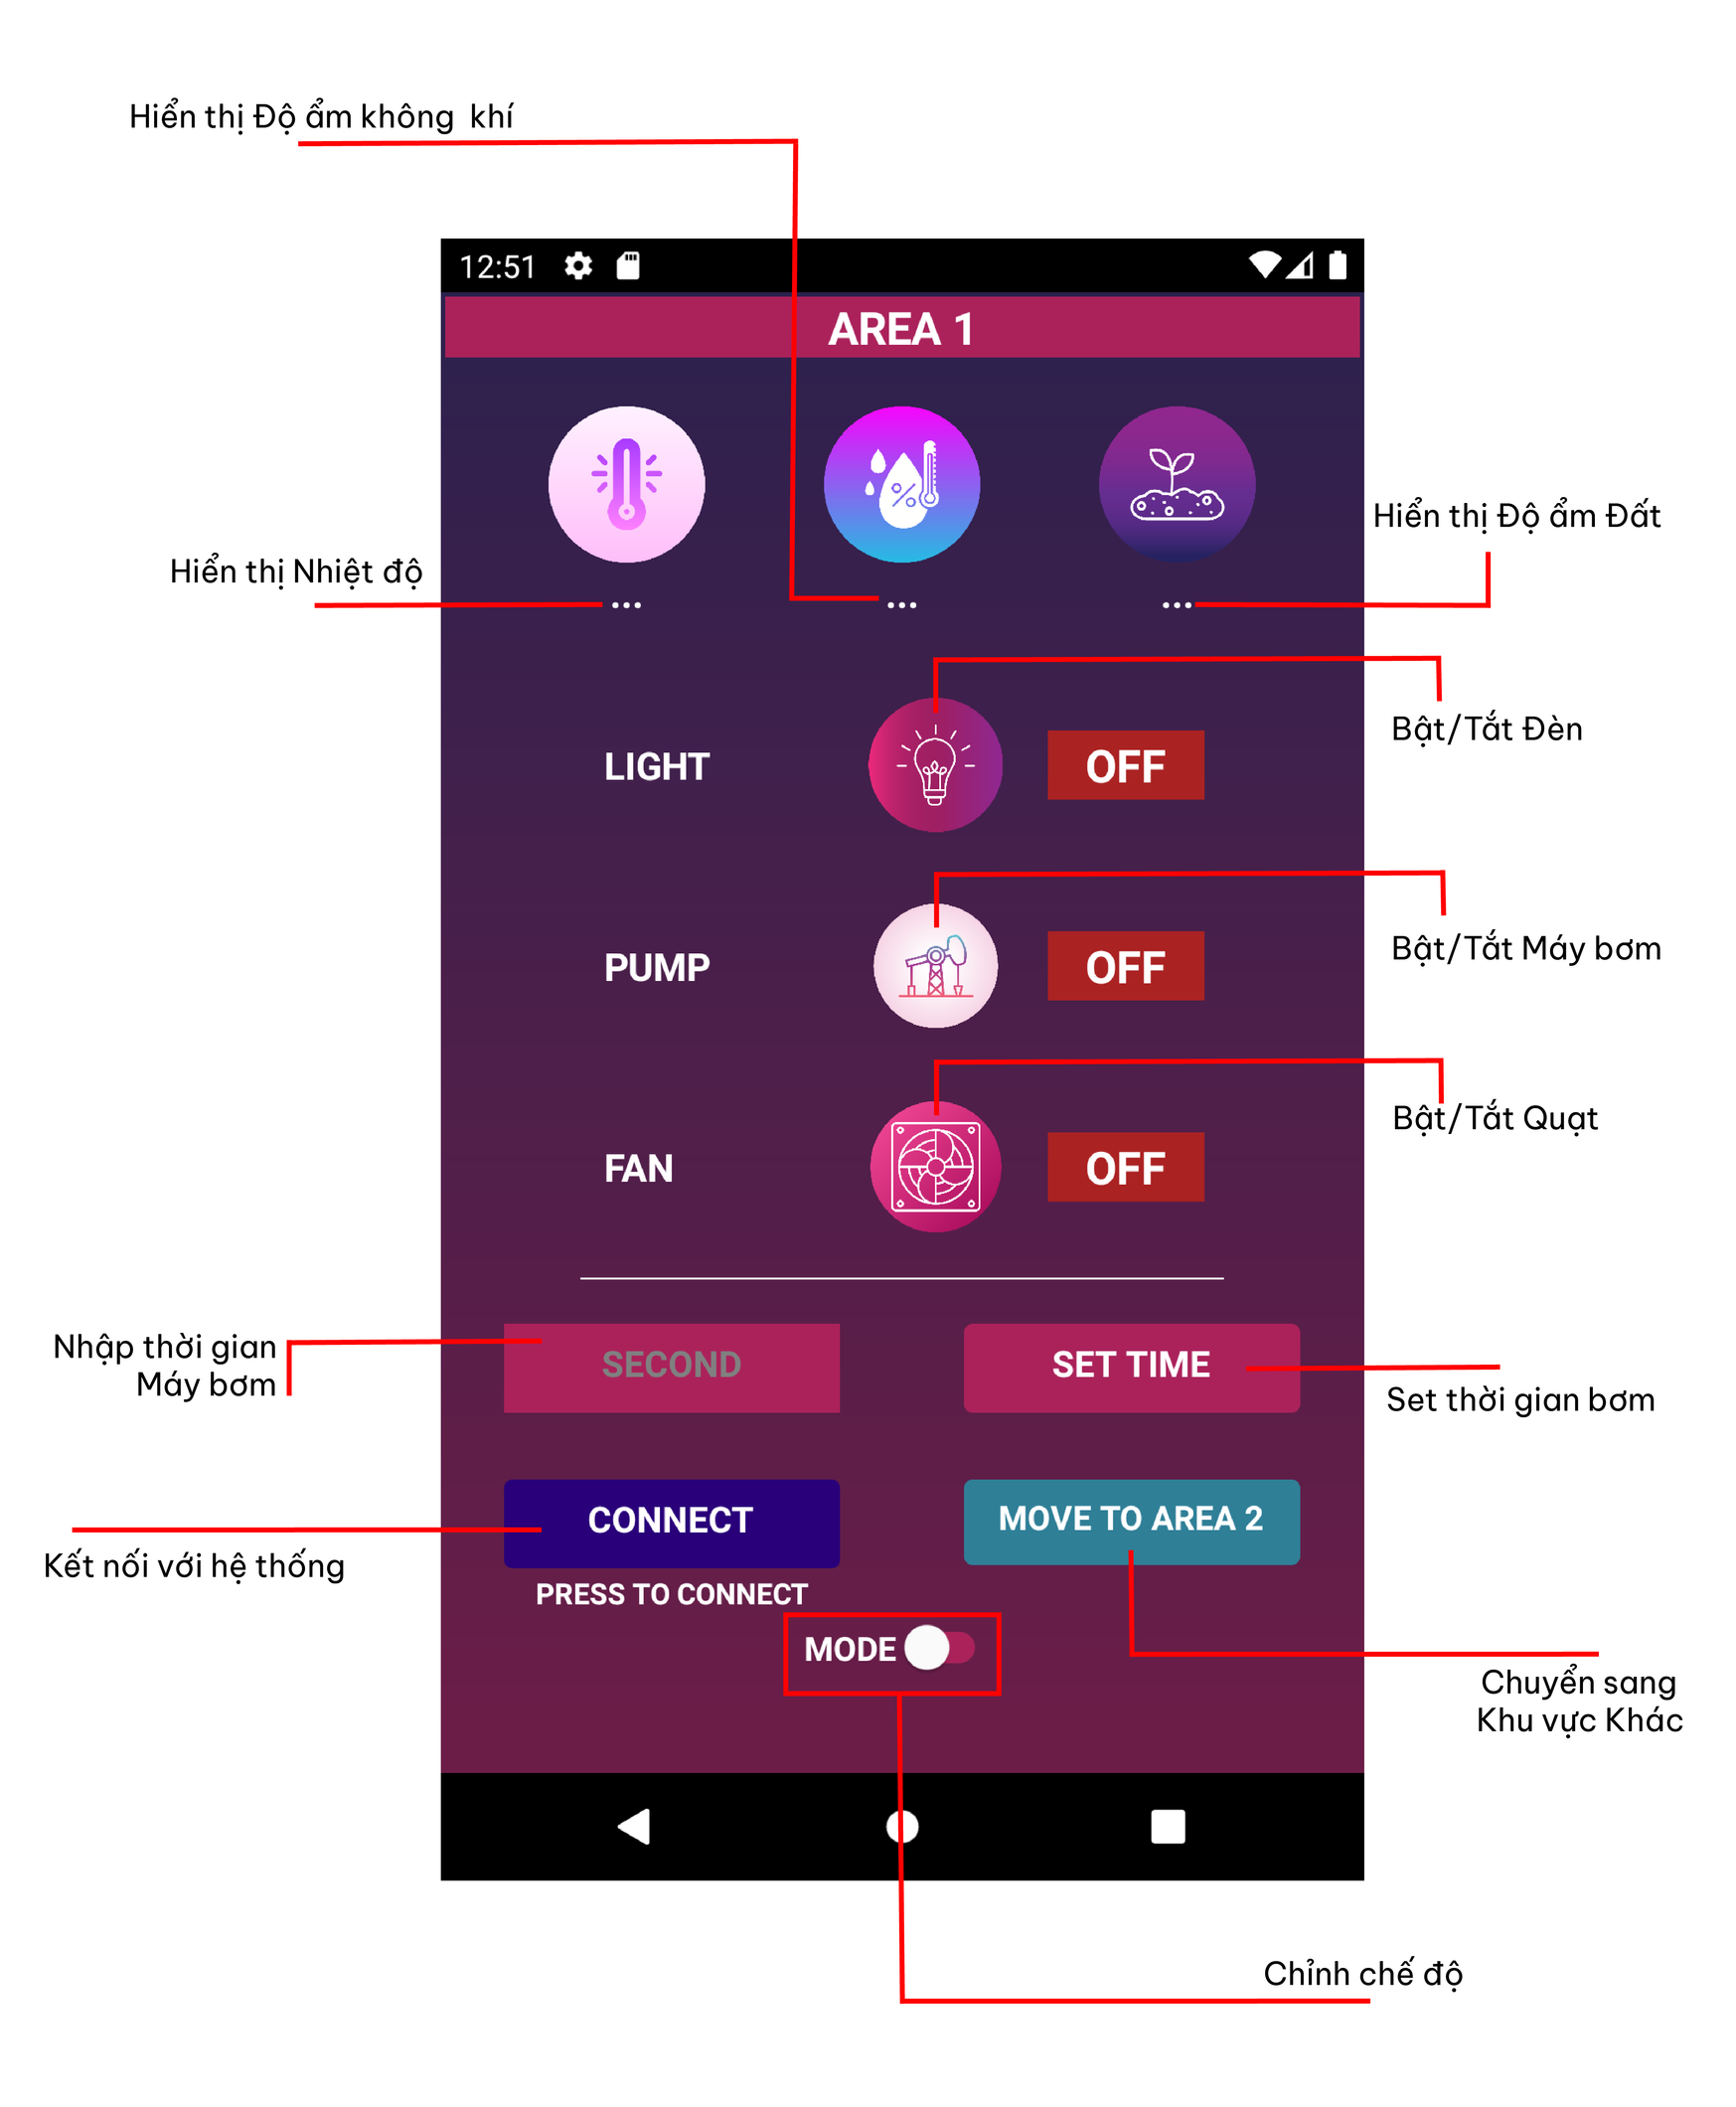 Hiển thị Độ ẩm không khí
12:51
AREA 1
Hiển thị Độ ẩm Đất
Hiển thị Nhiệt độ
...
...
...
Bật/Tắt Đèn
LIGHT
OFF
Bật/Tắt Máy bơm
PUMP
OFF
Bật/Tắt Quạt
FAN
OFF
Nhập thời gian
Máy bơm
SECOND
SET TIME
Set thời gian bơm
CONNECT
MOVE TO AREA 2
Kết nối với hệ thống
PRESS TO CONNECT
MODE
Chuyển sang
Khu vực Khác
Chỉnh chế độ